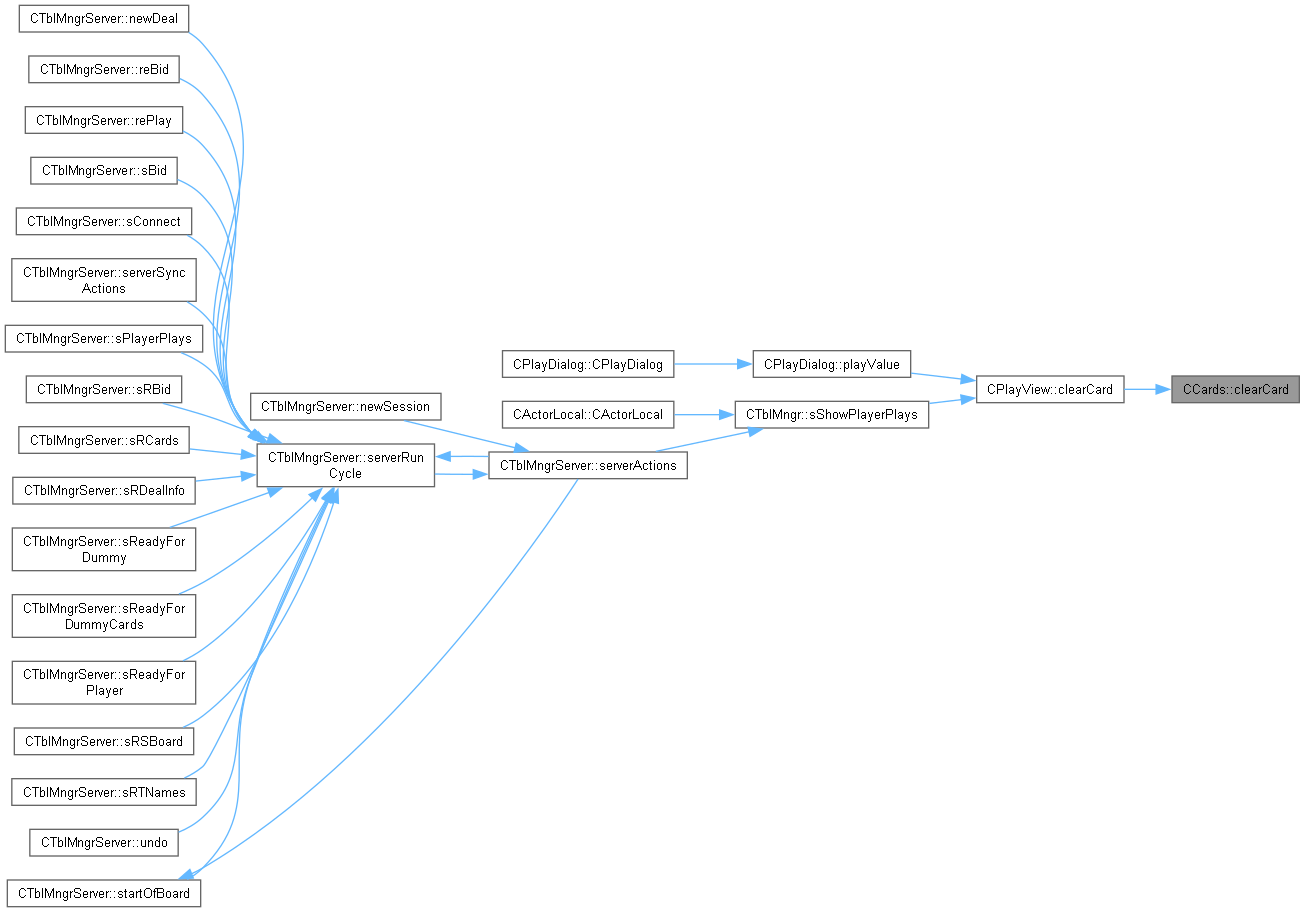 CTblMngrServer::newDeal
CTblMngrServer::reBid
CTblMngrServer::rePlay
CTblMngrServer::sBid
CTblMngrServer::sConnect
CTblMngrServer::serverSync
Actions
CTblMngrServer::sPlayerPlays
CTblMngrServer::sRBid
CTblMngrServer::sRCards
CTblMngrServer::sRDealInfo
CTblMngrServer::sReadyFor
Dummy
CTblMngrServer::sReadyFor
DummyCards
CTblMngrServer::sReadyFor
Player
CTblMngrServer::sRSBoard
CTblMngrServer::sRTNames
CTblMngrServer::undo
CTblMngrServer::startOfBoard
CTblMngrServer::newSession
CTblMngrServer::serverRun
Cycle
CPlayDialog::CPlayDialog
CActorLocal::CActorLocal
CTblMngrServer::serverActions
CPlayDialog::playValue
CTblMngr::sShowPlayerPlays
CPlayView::clearCard
CCards::clearCard